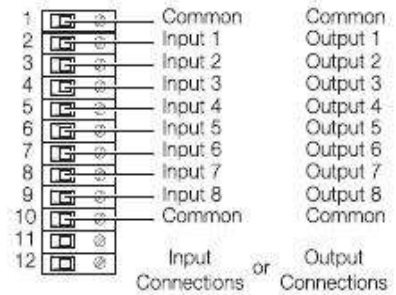 1 Common Common
2 Input 1 Output 1
3 Input 2 Output 2
4 Input 3 Output 3
5 Input 4 Output 4
6 Input 5 Output 5
7 Input 6 Output 6
8 Input 7 Output 7
9 Input 8 Output 8
10 Common Common
11
12
Input or Output
Connections Connections